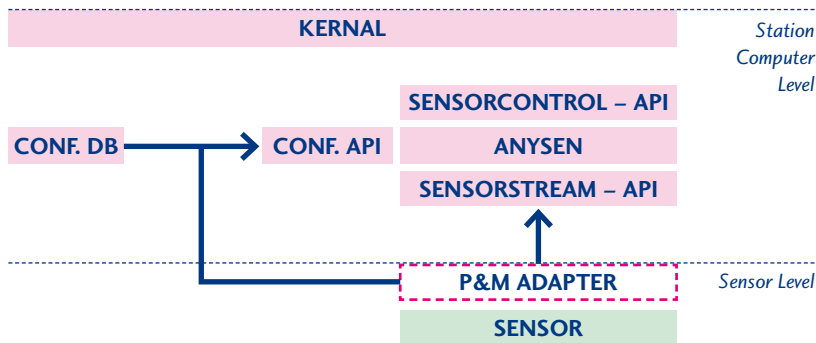 KERNAL
Station
Computer
Level
SENSORCONTROL – API
CONF. DB
CONF. API
ANYSEN
SENSORSTREAM – API
P&M ADAPTER
Sensor Level
SENSOR